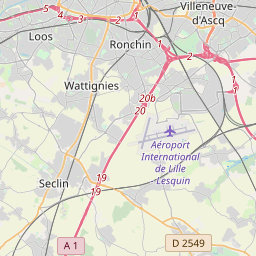 Villeneuve-
d'Ascq
5
4
3
2
1
Loos
Ronchin
1
2
1
Wattignies
20b
20
Aéroport
International
de Lille
Lesquin
19
Seclin
19
A 1
D 2549